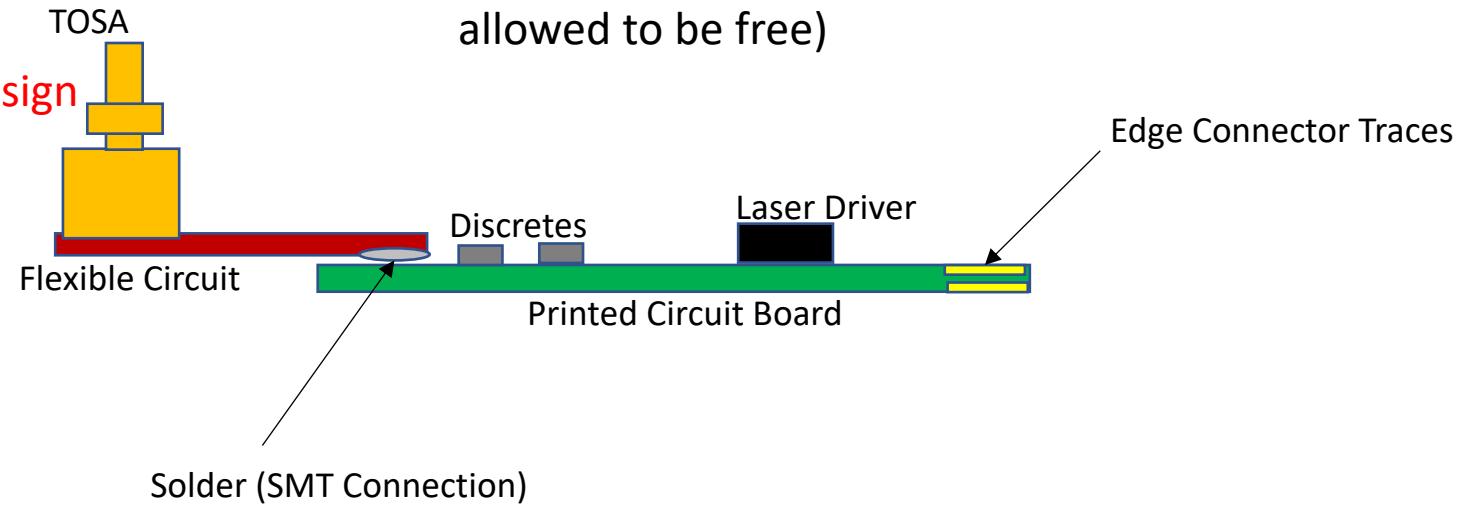 TOSA
allowed to be free)
sign
Edge Connector Traces
Laser Driver
Discretes
Flexible Circuit
Printed Circuit Board
Solder (SMT Connection)